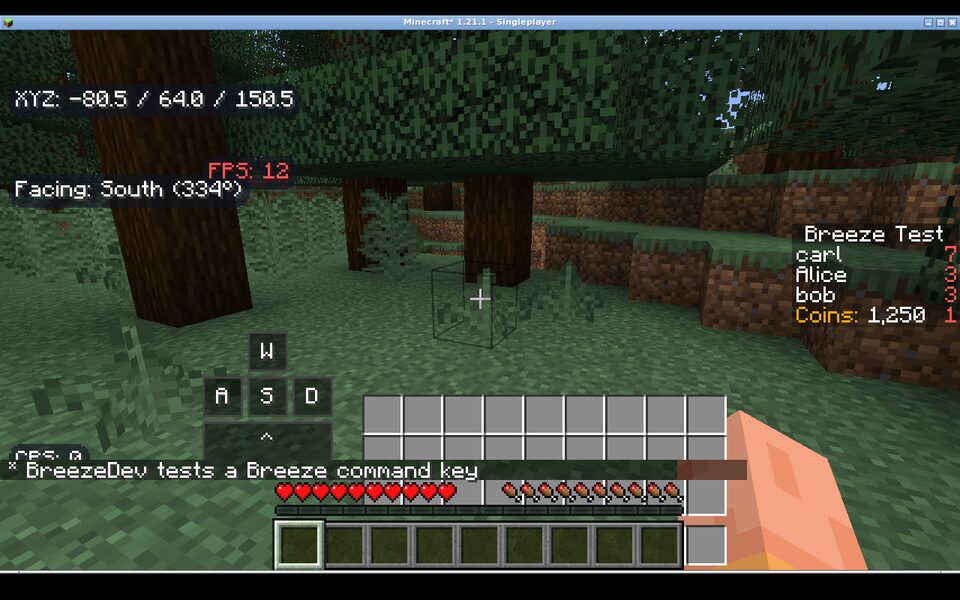 Minecraft* 1.21.1 - Singleplayer
XYZ: -80.5 / 64.0 / 150.5
FPS: 12
Facing: South (334°)
Breeze Test
carl 7
Alice 3
bob 3
Coins: 1,250 1
W
A S D
^
CPS: 0
* BreezeDev tests a Breeze command key